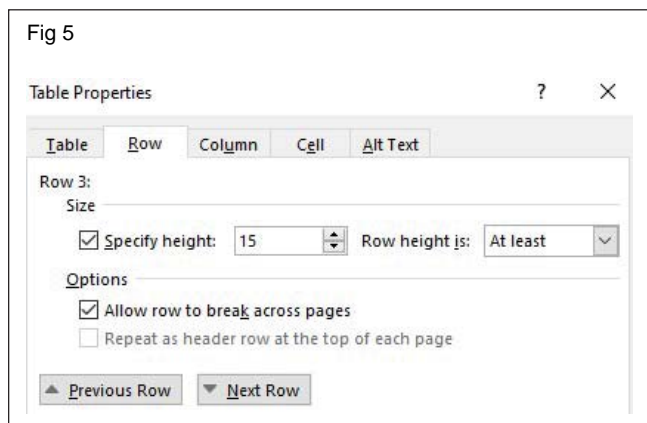 Fig 5
Table Properties ? ×
Table Row Column Cell Alt Text
Row 3:
Size
Specify height: 15 Row height is: At least
Options
Allow row to break across pages
Repeat as header row at the top of each page
Previous Row Next Row